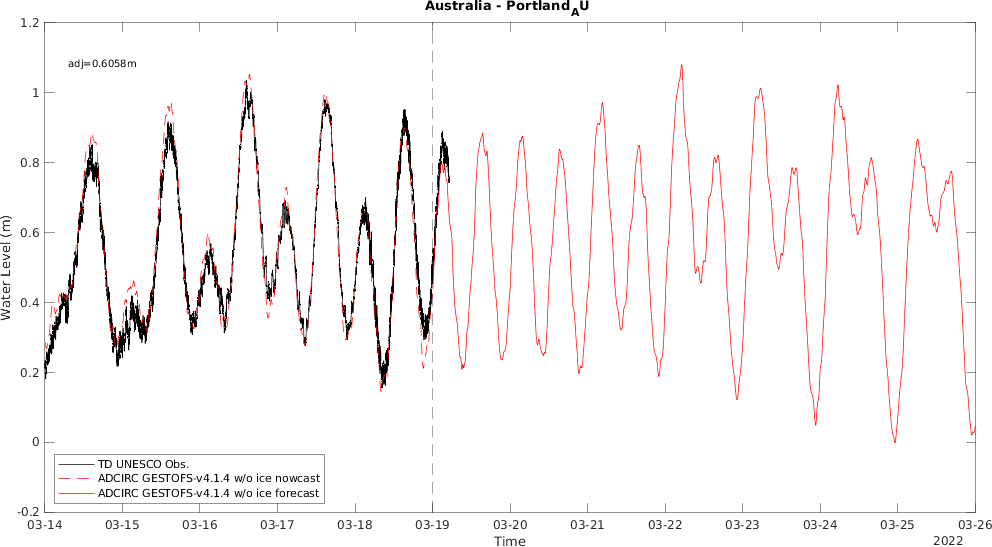 Australia - Portland_AU
adj=0.6058m
1.2
1
0.8
0.6
0.4
0.2
0
-0.2
Water Level (m)
TD UNESCO Obs.
ADCIRC GESTOFS-v4.1.4 w/o ice nowcast
ADCIRC GESTOFS-v4.1.4 w/o ice forecast
03-14 03-15 03-16 03-17 03-18 03-19 03-20 03-21 03-22 03-23 03-24 03-25 03-26
Time
2022